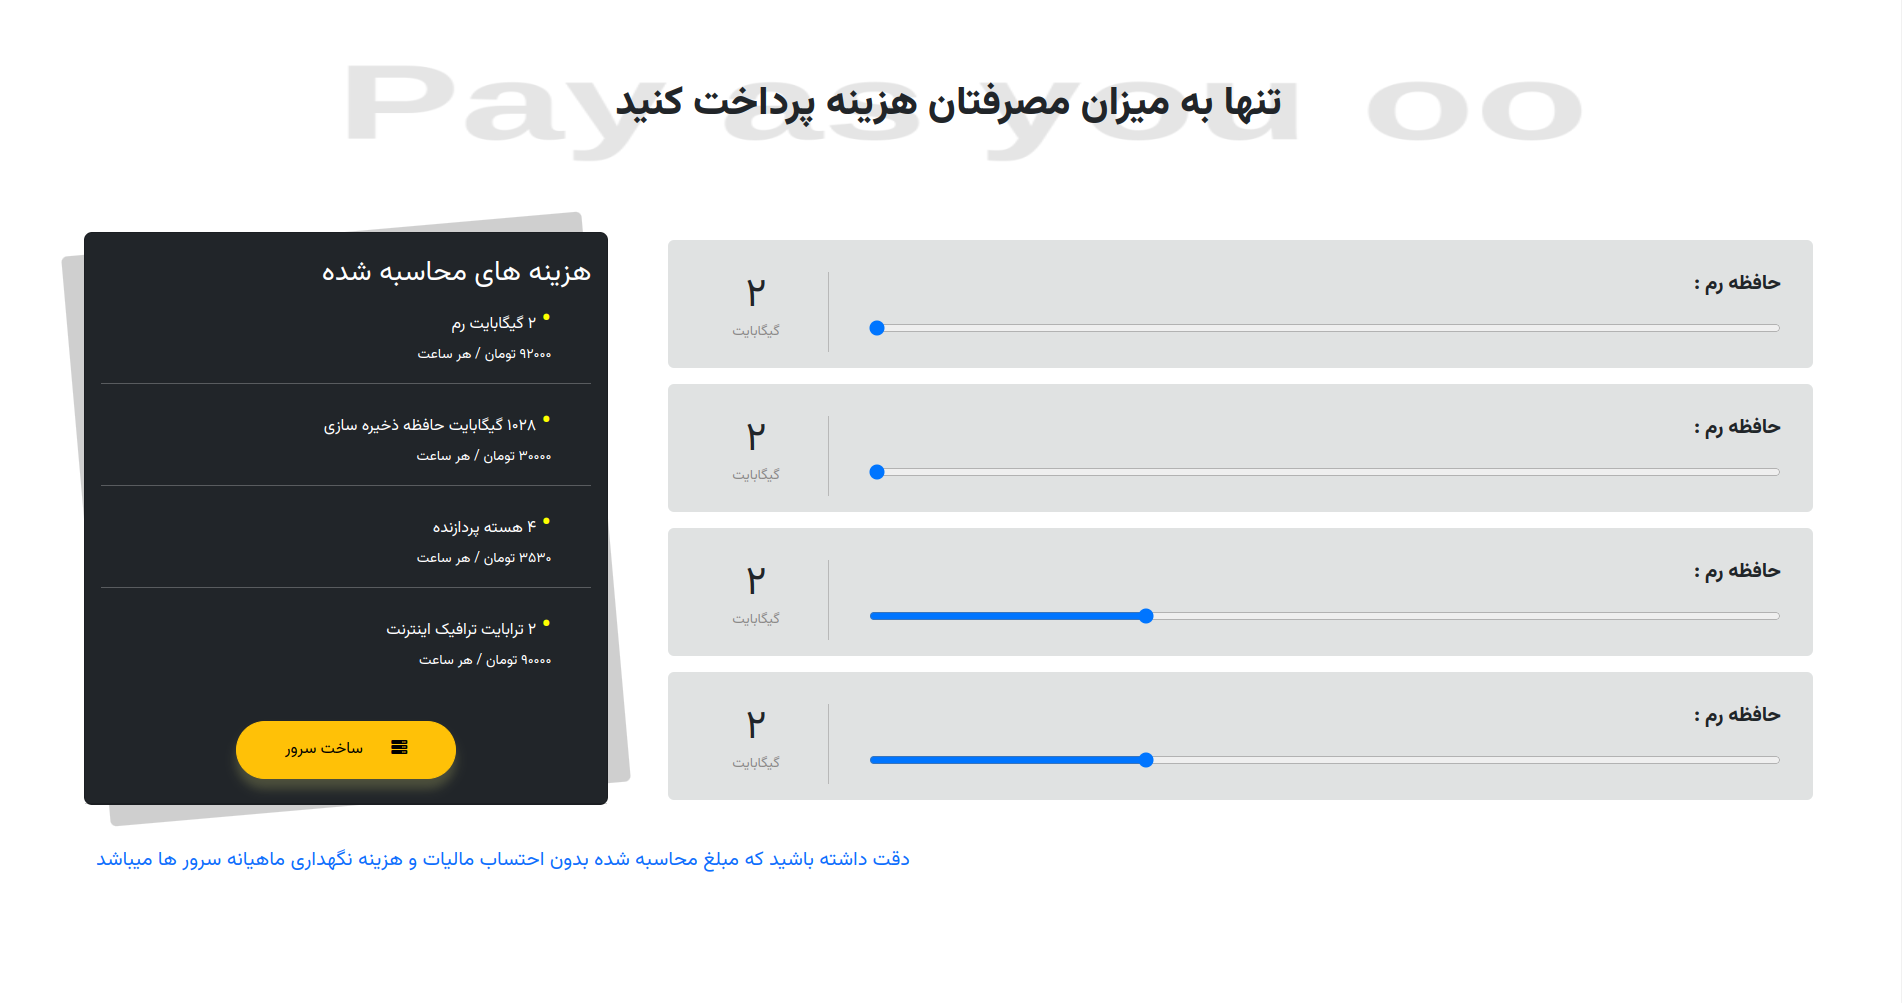 Pay as you oo
تنها به میزان مصرفتان هزینه پرداخت کنید
حافظه رم :
۲
گیگابایت
حافظه رم :
۲
گیگابایت
حافظه رم :
۲
گیگابایت
حافظه رم :
۲
گیگابایت
هزینه های محاسبه شده
۲ گیگابایت رم
۹۲۰۰۰ تومان / هر ساعت
۱۰۲۸ گیگابایت حافظه ذخیره سازی
۳۰۰۰۰ تومان / هر ساعت
۴ هسته پردازنده
۳۵۳۰ تومان / هر ساعت
۲ ترابایت ترافیک اینترنت
۹۰۰۰۰ تومان / هر ساعت
ساخت سرور
دقت داشته باشید که مبلغ محاسبه شده بدون احتساب مالیات و هزینه نگهداری ماهیانه سرور ها میباشد